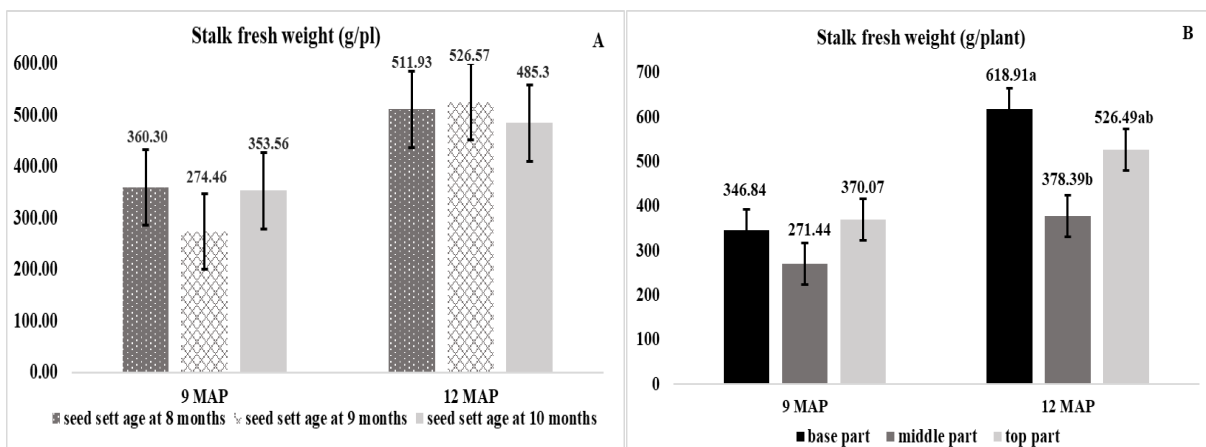 Stalk fresh weight (g/pl)
A
600.00
500.00
400.00
300.00
200.00
100.00
0.00
360.30
274.46
353.56
511.93
526.57
485.3
9 MAP
12 MAP
seed sett age at 8 months
seed sett age at 9 months
seed sett age at 10 months
Stalk fresh weight (g/plant)
B
700
600
500
400
300
200
100
0
346.84
271.44
370.07
618.91a
378.39b
526.49ab
9 MAP
12 MAP
base part
middle part
top part